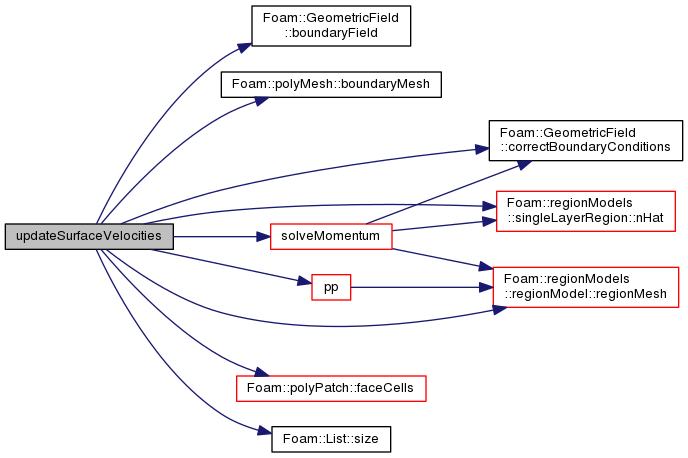 Foam::GeometricField
::boundaryField
Foam::polyMesh::boundaryMesh
Foam::GeometricField
::correctBoundaryConditions
Foam::regionModels
::singleLayerRegion::nHat
updateSurfaceVelocities
solveMomentum
pp
Foam::regionModels
::regionModel::regionMesh
Foam::polyPatch::faceCells
Foam::List::size